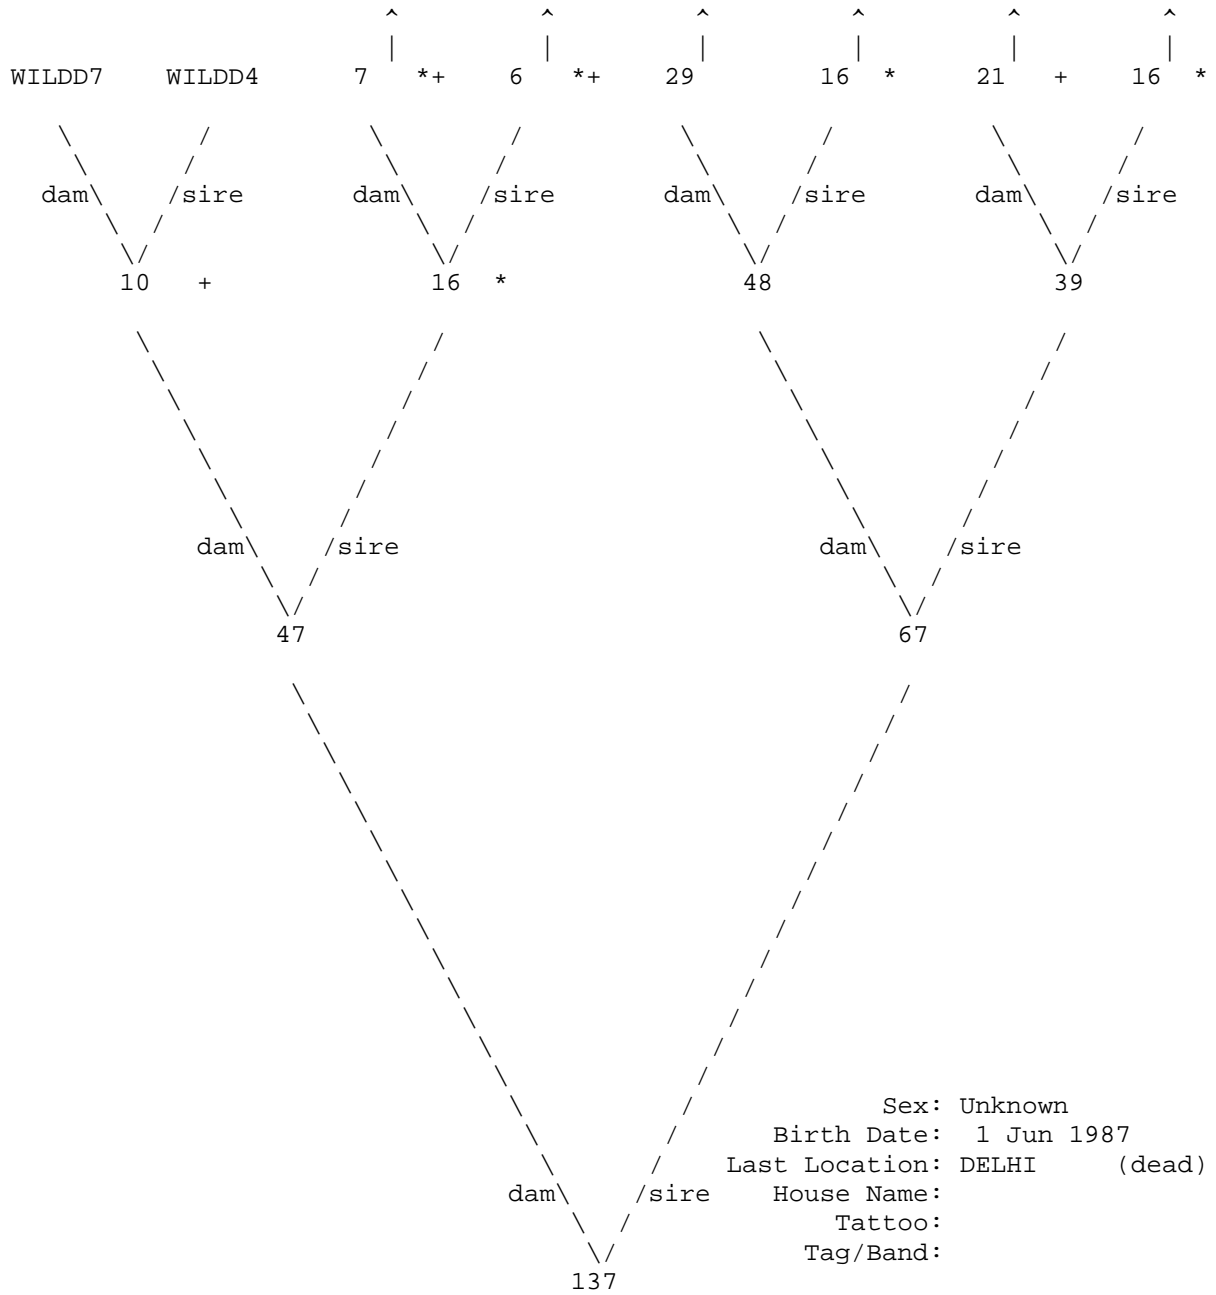 ^ ^ ^ ^ ^ ^
| | | | | |
WILDD7 WILDD4 7 *+ 6 *+ 29 16 * 21 + 16 *
dam /sire dam /sire dam /sire dam /sire
10 + 16 * 48 39
dam /sire dam /sire
47 67
Sex: Unknown
Birth Date: 1 Jun 1987
Last Location: DELHI (dead)
dam /sire House Name:
Tattoo:
Tag/Band:
137